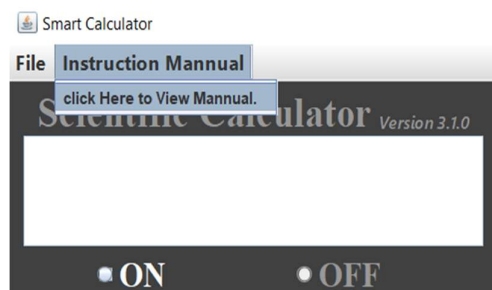 Smart Calculator
File Instruction Mannual
click Here to View Mannual.
Scientific Calculator Version 3.1.0
ON OFF